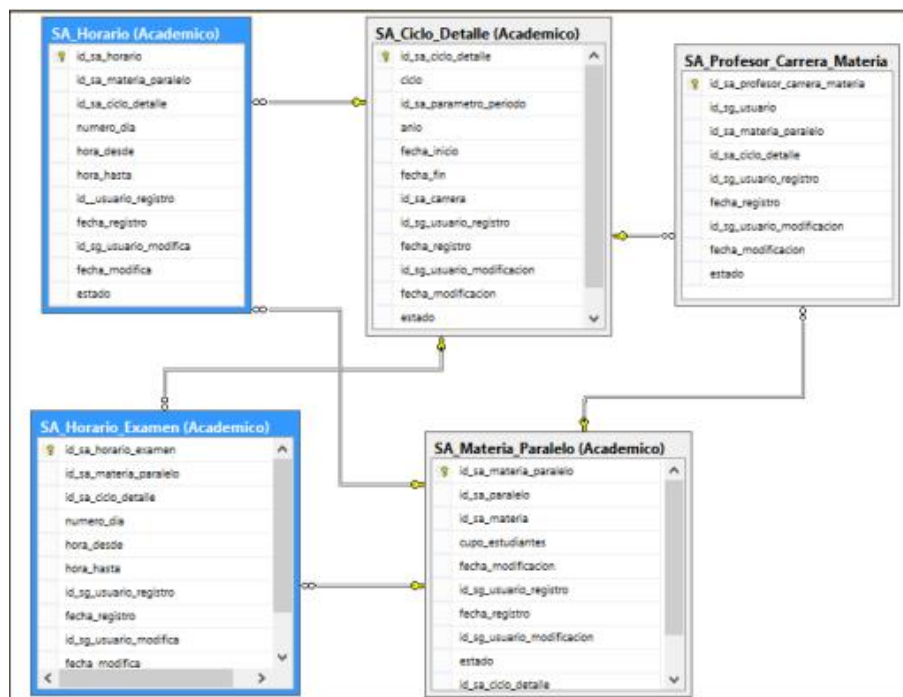 SA_Horario (Academico)
id_sa_horario
id_sa_materia_paralelo
id_sa_ciclo_detalle
numero_dia
hora_desde
hora_hasta
id__usuario_registro
fecha_registro
id_sg_usuario_modifica
fecha_modifica
estado
SA_Ciclo_Detalle (Academico)
id_sa_ciclo_detalle
ciclo
id_sa_parametro_periodo
anio
fecha_inicio
fecha_fin
id_sa_carrera
id_sg_usuario_registro
fecha_registro
id_sg_usuario_modificacion
fecha_modificacion
estado
SA_Profesor_Carrera_Materia
id_sa_profesor_carrera_materia
id_sg_usuario
id_sa_materia_paralelo
id_sa_ciclo_detalle
id_sg_usuario_registro
fecha_registro
id_sg_usuario_modificacion
fecha_modificacion
estado
SA_Horario_Examen (Academico)
id_sa_horario_examen
id_sa_materia_paralelo
id_sa_ciclo_detalle
numero_dia
hora_desde
hora_hasta
id_sg_usuario_registro
fecha_registro
id_sg_usuario_modifica
fecha_modifica
SA_Materia_Paralelo (Academico)
id_sa_materia_paralelo
id_sa_paralelo
id_sa_materia
cupo_estudiantes
fecha_modificacion
id_sg_usuario_registro
fecha_registro
id_sg_usuario_modificacion
estado
id_sa_ciclo_detalle